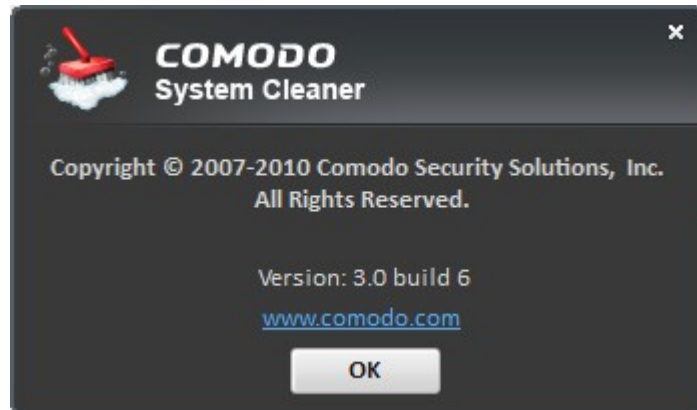 COMODO
System Cleaner
Copyright © 2007-2010 Comodo Security Solutions, Inc.
All Rights Reserved.
Version: 3.0 build 6
www.comodo.com
OK